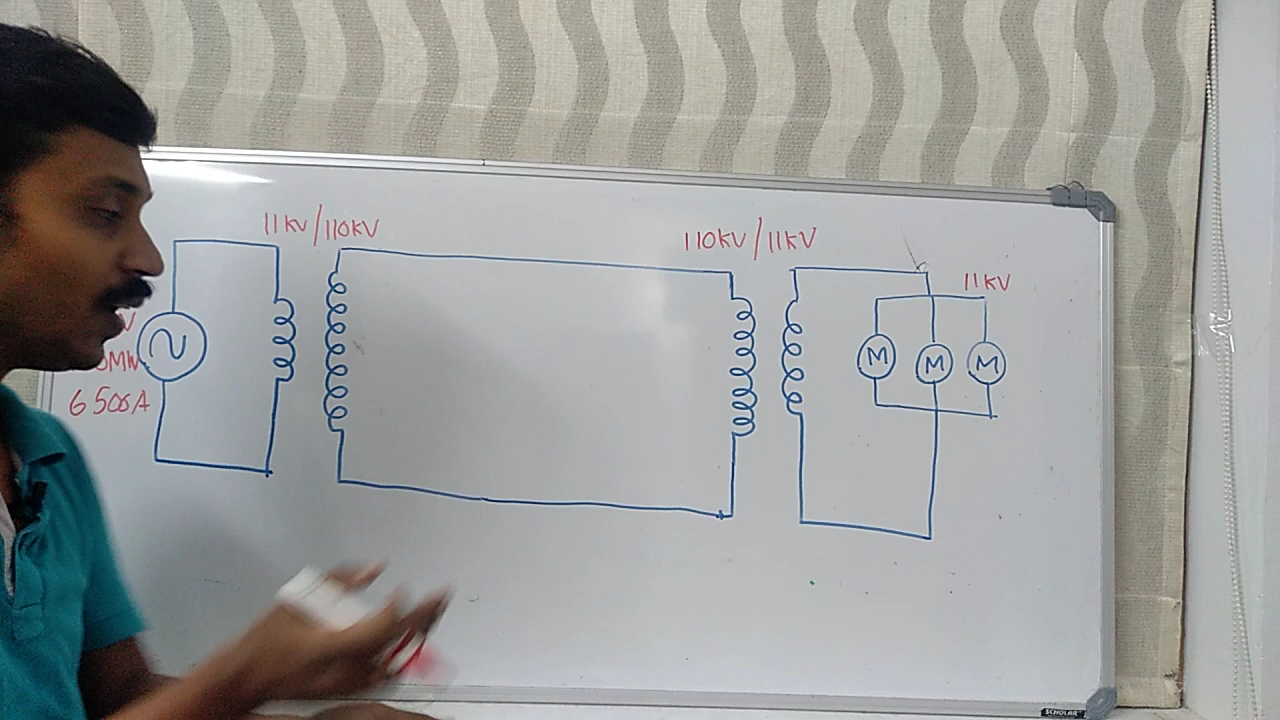 11KV/110KV
110KV/11KV
11KV
6500A
M M M
SCHOLAR